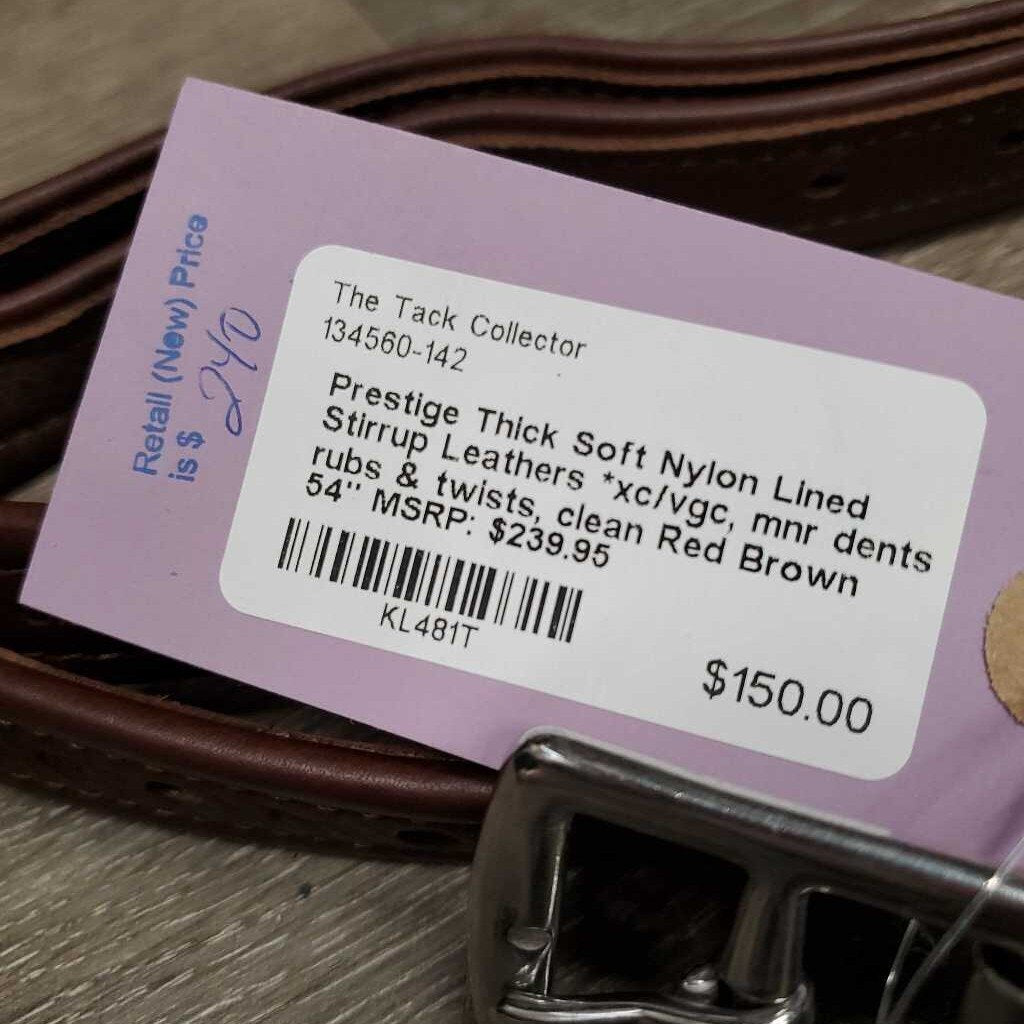 Retail (New) Price
is $ 240
The Tack Collector
134560-142
Prestige Thick Soft Nylon Lined
Stirrup Leathers *xc/vgc, mnr dents
rubs & twists, clean Red Brown
54'' MSRP: $239.95
KL481T
$150.00